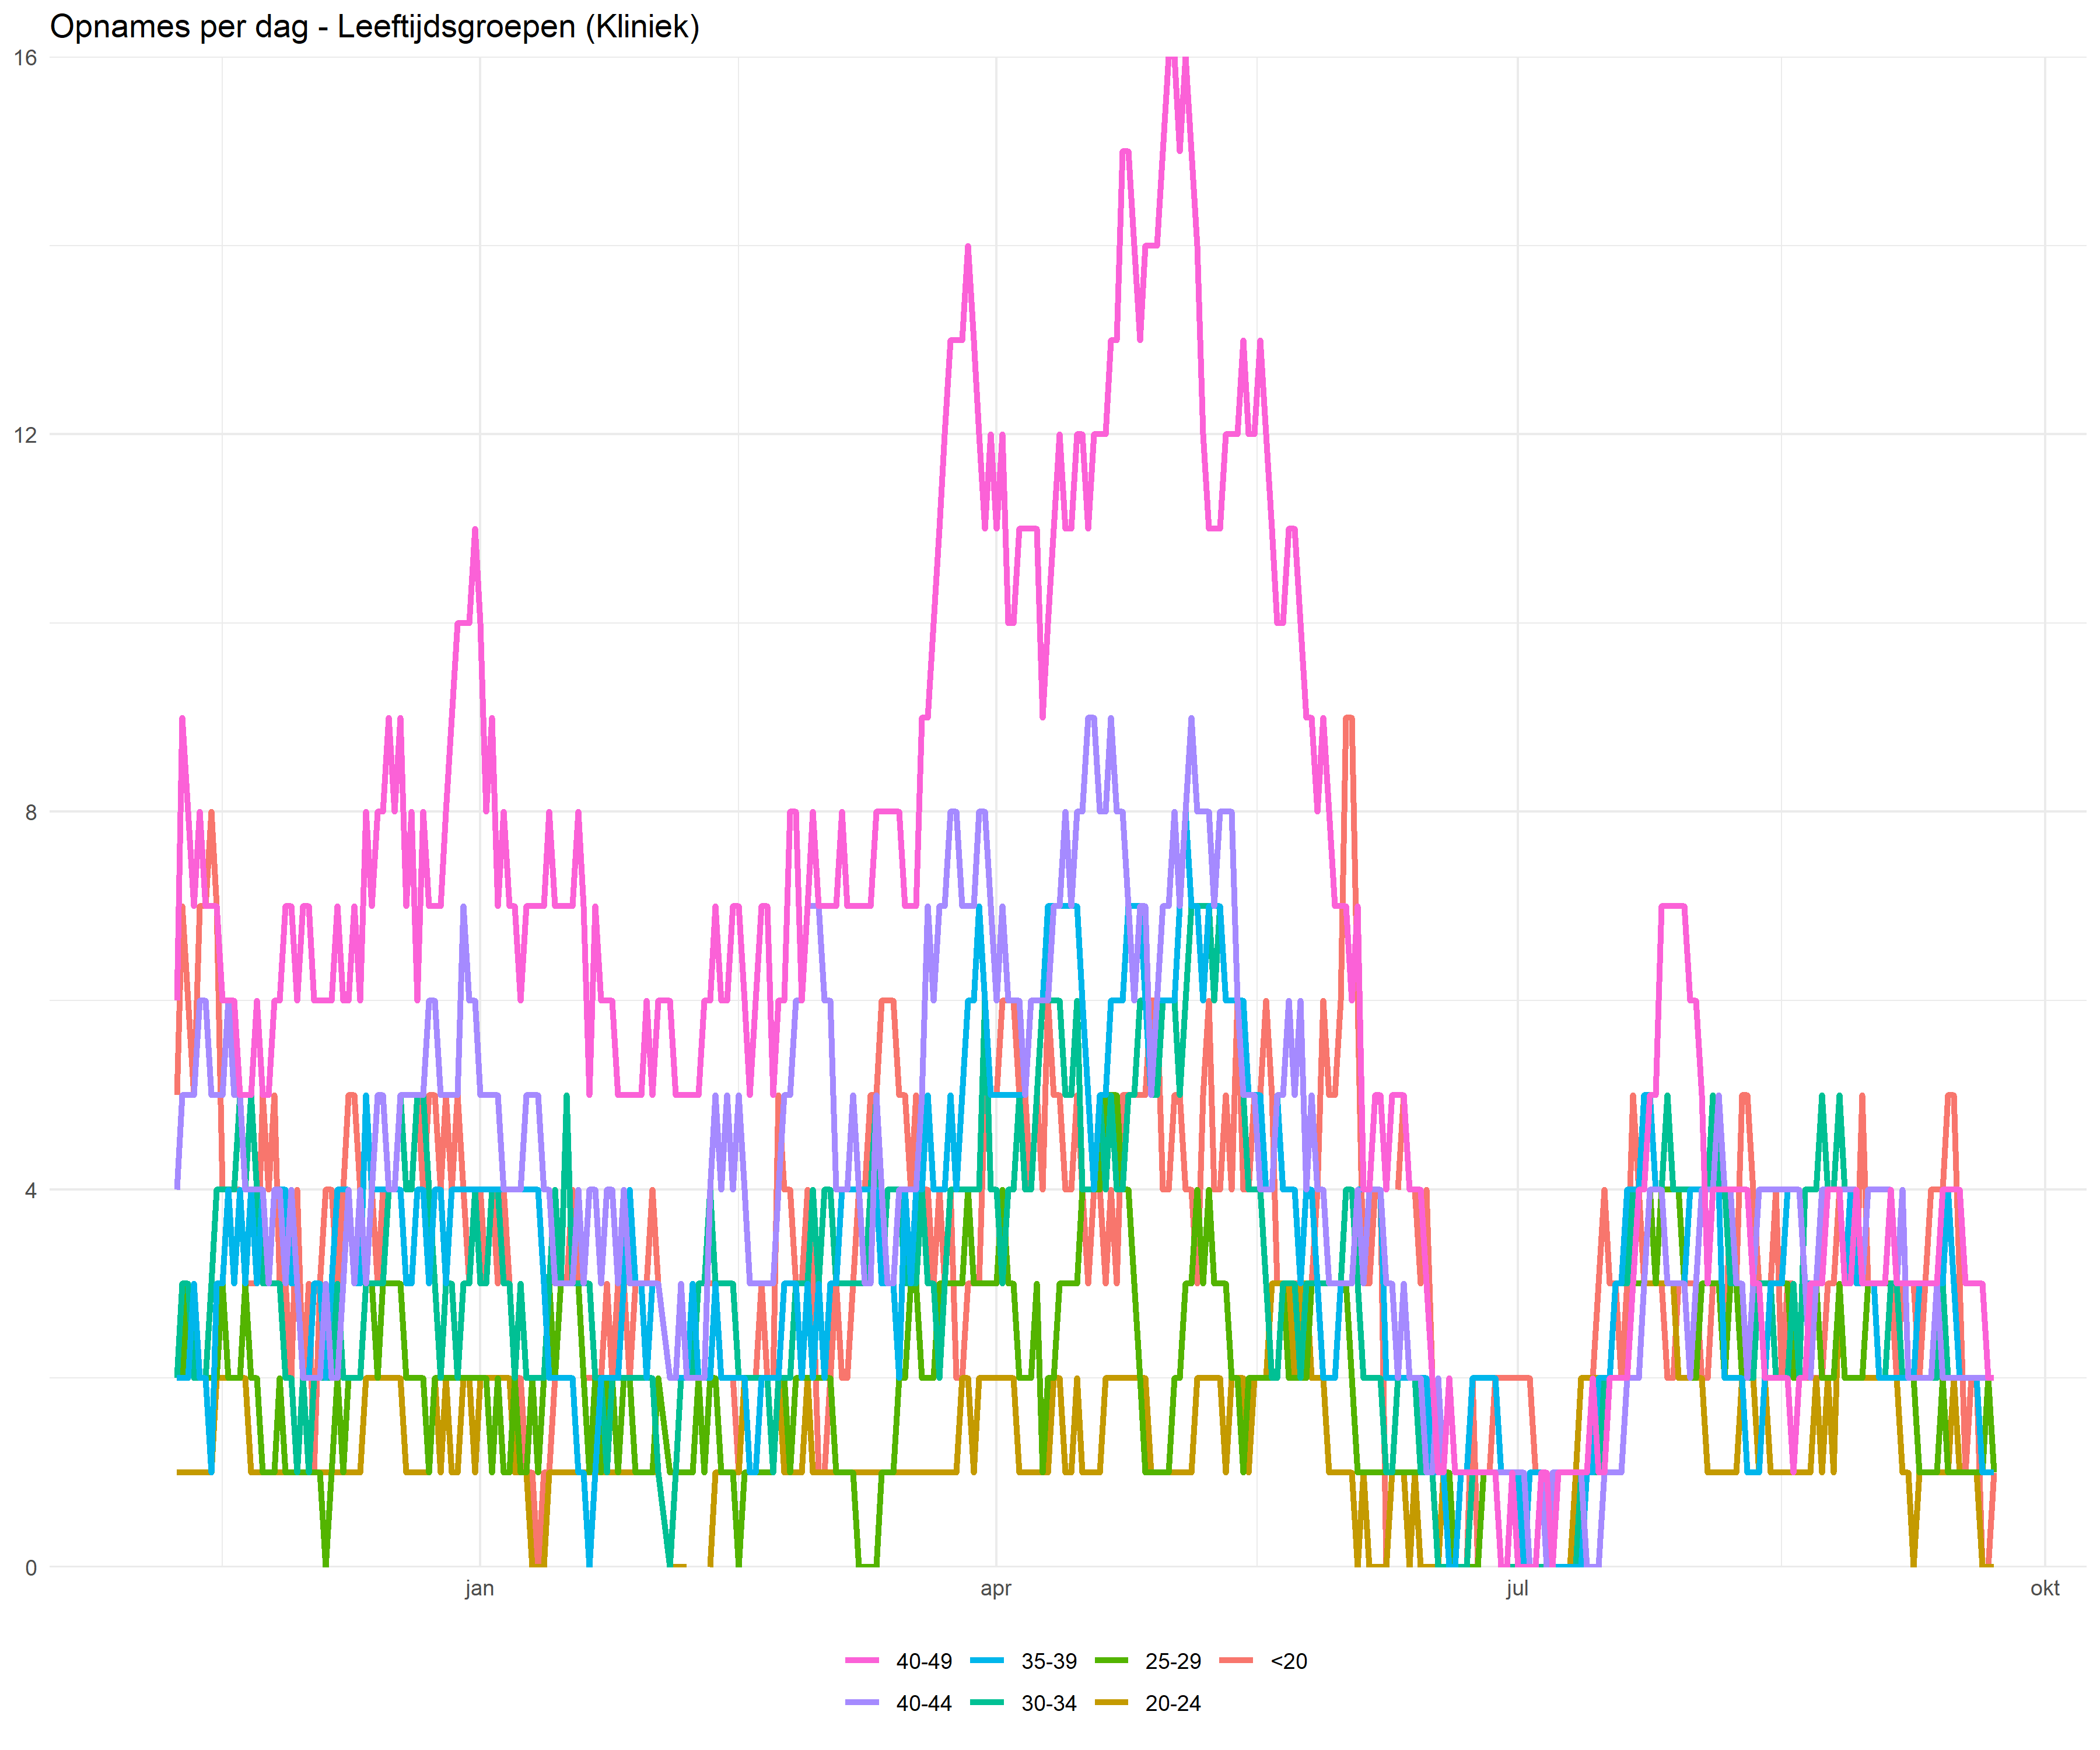 Opnames per dag - Leeftijdsgroepen (Kliniek)
16
12
8
4
0
jan apr jul okt
40-49 35-39 25-29 <20
40-44 30-34 20-24